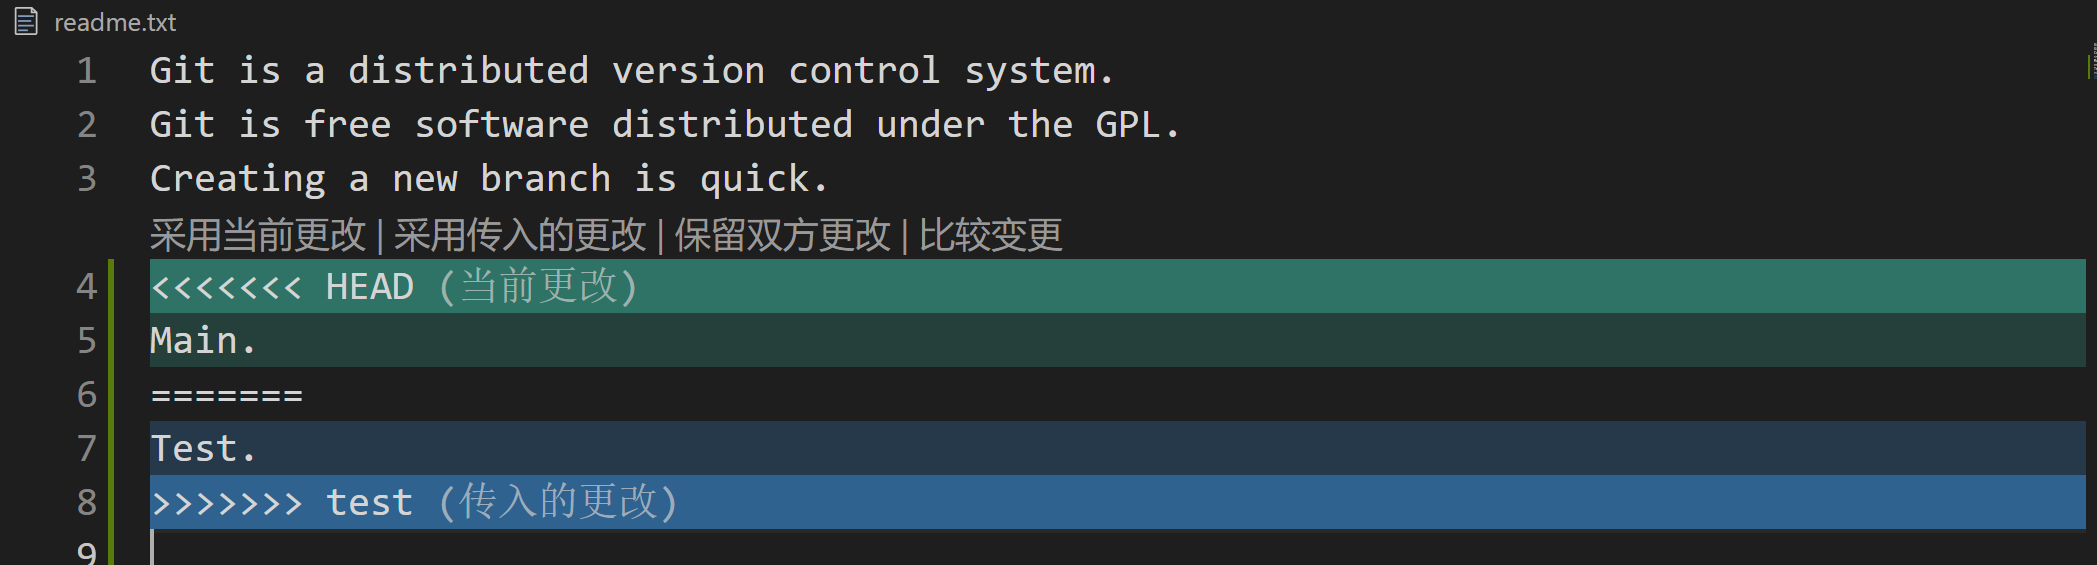 readme.txt
1 Git is a distributed version control system.
2 Git is free software distributed under the GPL.
3 Creating a new branch is quick.
采用当前更改 | 采用传入的更改 | 保留双方更改 | 比较变更
4 <<<<<<< HEAD (当前更改)
5 Main.
6 =======
7 Test.
8 >>>>>>> test (传入的更改)
9